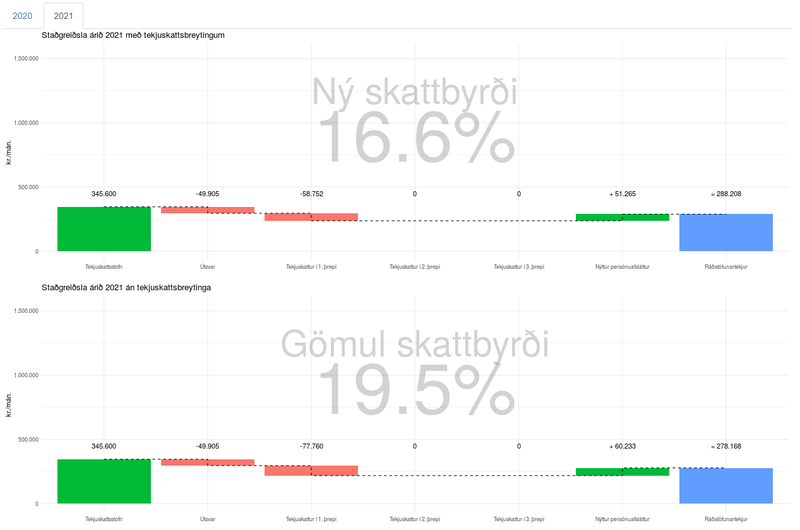 2020 2021
Staðgreiðsla árið 2021 með tekjuskattsbreytingum
1.500.000
Ný skattbyrði
16.6%
1.000.000
kr./mán.
500.000
345.600 -49.905 -58.752 0 0 + 51.265 = 288.208
0
Tekjuskattsstofn Útsvar Tekjuskattur í 1. þrepi Tekjuskattur í 2. þrepi Tekjuskattur í 3. þrepi Nýttur persónuafsláttur Ráðstöfunartekjur
Staðgreiðsla árið 2021 án tekjuskattsbreytinga
1.500.000
Gömul skattbyrði
19.5%
1.000.000
kr./mán.
500.000
345.600 -49.905 -77.760 0 0 + 60.233 = 278.168
0
Tekjuskattsstofn Útsvar Tekjuskattur í 1. þrepi Tekjuskattur í 2. þrepi Tekjuskattur í 3. þrepi Nýttur persónuafsláttur Ráðstöfunartekjur